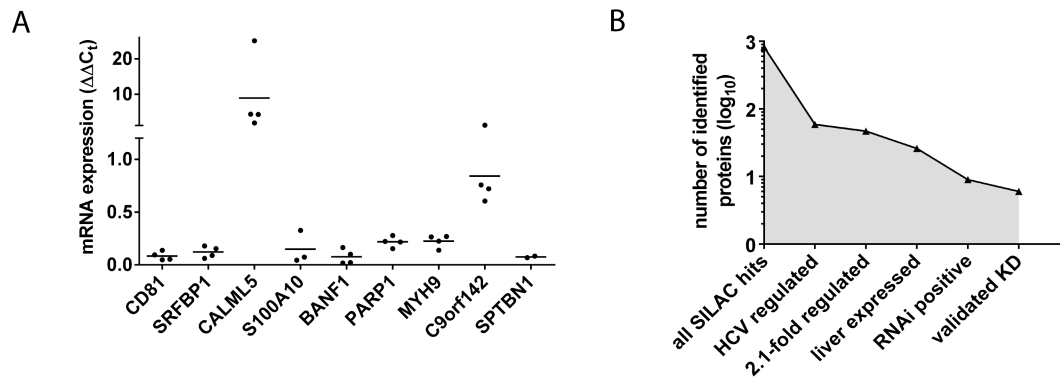 A
mRNA expression (ΔΔCt)
20
10
1.0
0.5
0.0
CD81
SRFBP1
CALML5
S100A10
BANF1
PARP1
MYH9
C9orf142
SPTBN1
B
number of identified
proteins (log10)
3
2
1
0
all SILAC hits
HCV regulated
2.1-fold regulated
liver expressed
RNAi positive
validated KD